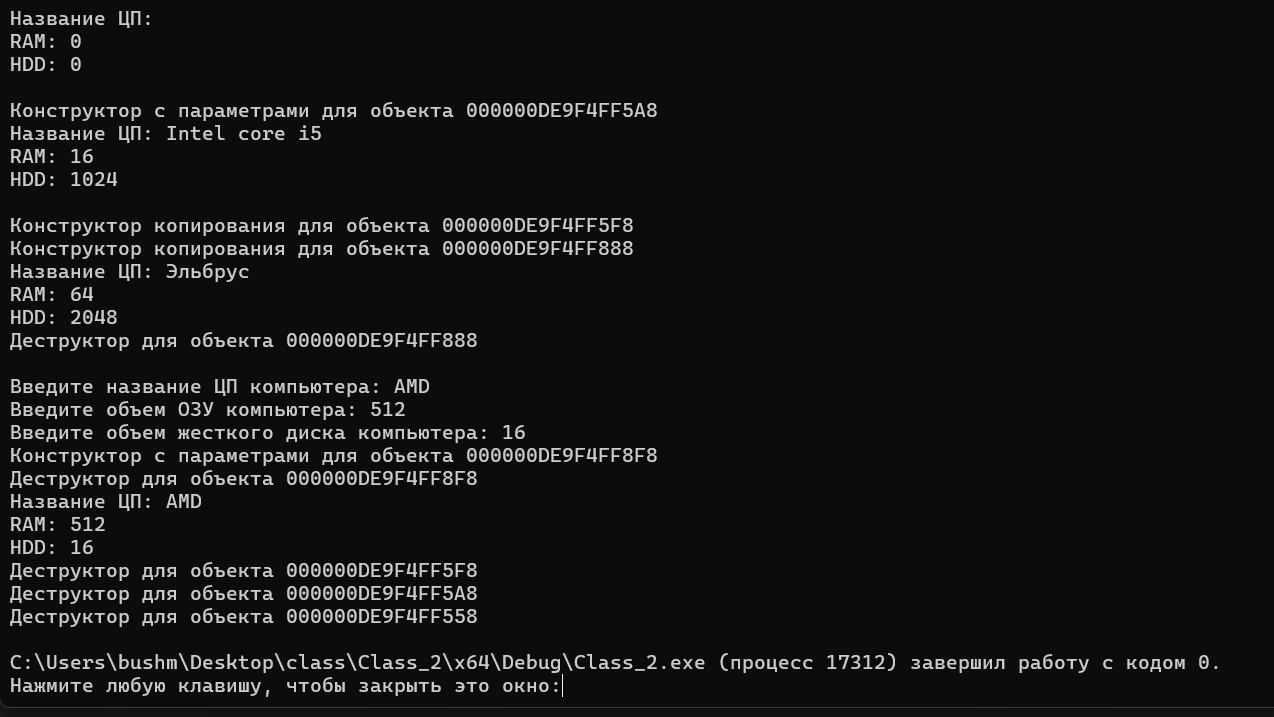 Название ЦП:
RAM: 0
HDD: 0
Конструктор с параметрами для объекта 000000DE9F4FF5A8
Название ЦП: Intel core i5
RAM: 16
HDD: 1024
Конструктор копирования для объекта 000000DE9F4FF5F8
Конструктор копирования для объекта 000000DE9F4FF888
Название ЦП: Эльбрус
RAM: 64
HDD: 2048
Деструктор для объекта 000000DE9F4FF888
Введите название ЦП компьютера: AMD
Введите объем ОЗУ компьютера: 512
Введите объем жесткого диска компьютера: 16
Конструктор с параметрами для объекта 000000DE9F4FF8F8
Деструктор для объекта 000000DE9F4FF8F8
Название ЦП: AMD
RAM: 512
HDD: 16
Деструктор для объекта 000000DE9F4FF5F8
Деструктор для объекта 000000DE9F4FF5A8
Деструктор для объекта 000000DE9F4FF558
C:\Users\bushm\Desktop\class\Class_2\x64\Debug\Class_2.exe (процесс 17312) завершил работу с кодом 0.
Нажмите любую клавишу, чтобы закрыть это окно: